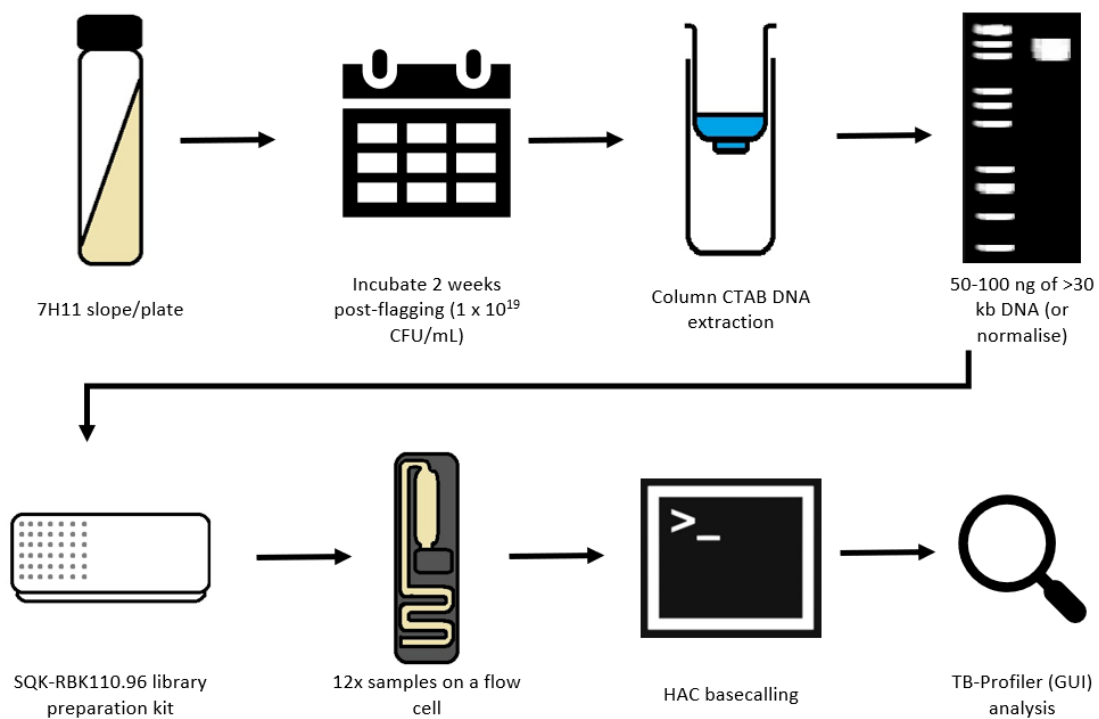 7H11 slope/plate
Incubate 2 weeks
post-flagging (1 x 10¹⁹
CFU/mL)
Column CTAB DNA
extraction
50-100 ng of >30
kb DNA (or
normalise)
>_
SQK-RBK110.96 library
preparation kit
12x samples on a flow
cell
HAC basecalling
TB-Profiler (GUI)
analysis